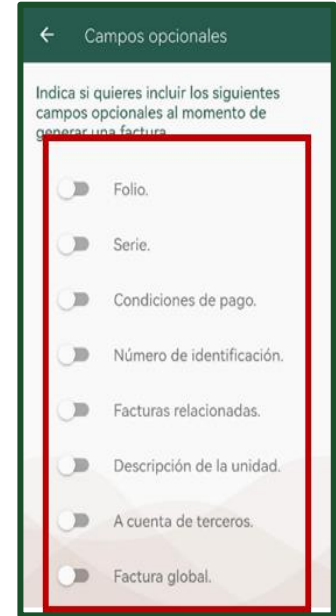 Campos opcionales
Indica si quieres incluir los siguientes
campos opcionales al momento de
generar una factura
Folio.
Serie.
Condiciones de pago.
Número de identificación.
Facturas relacionadas.
Descripción de la unidad.
A cuenta de terceros.
Factura global.